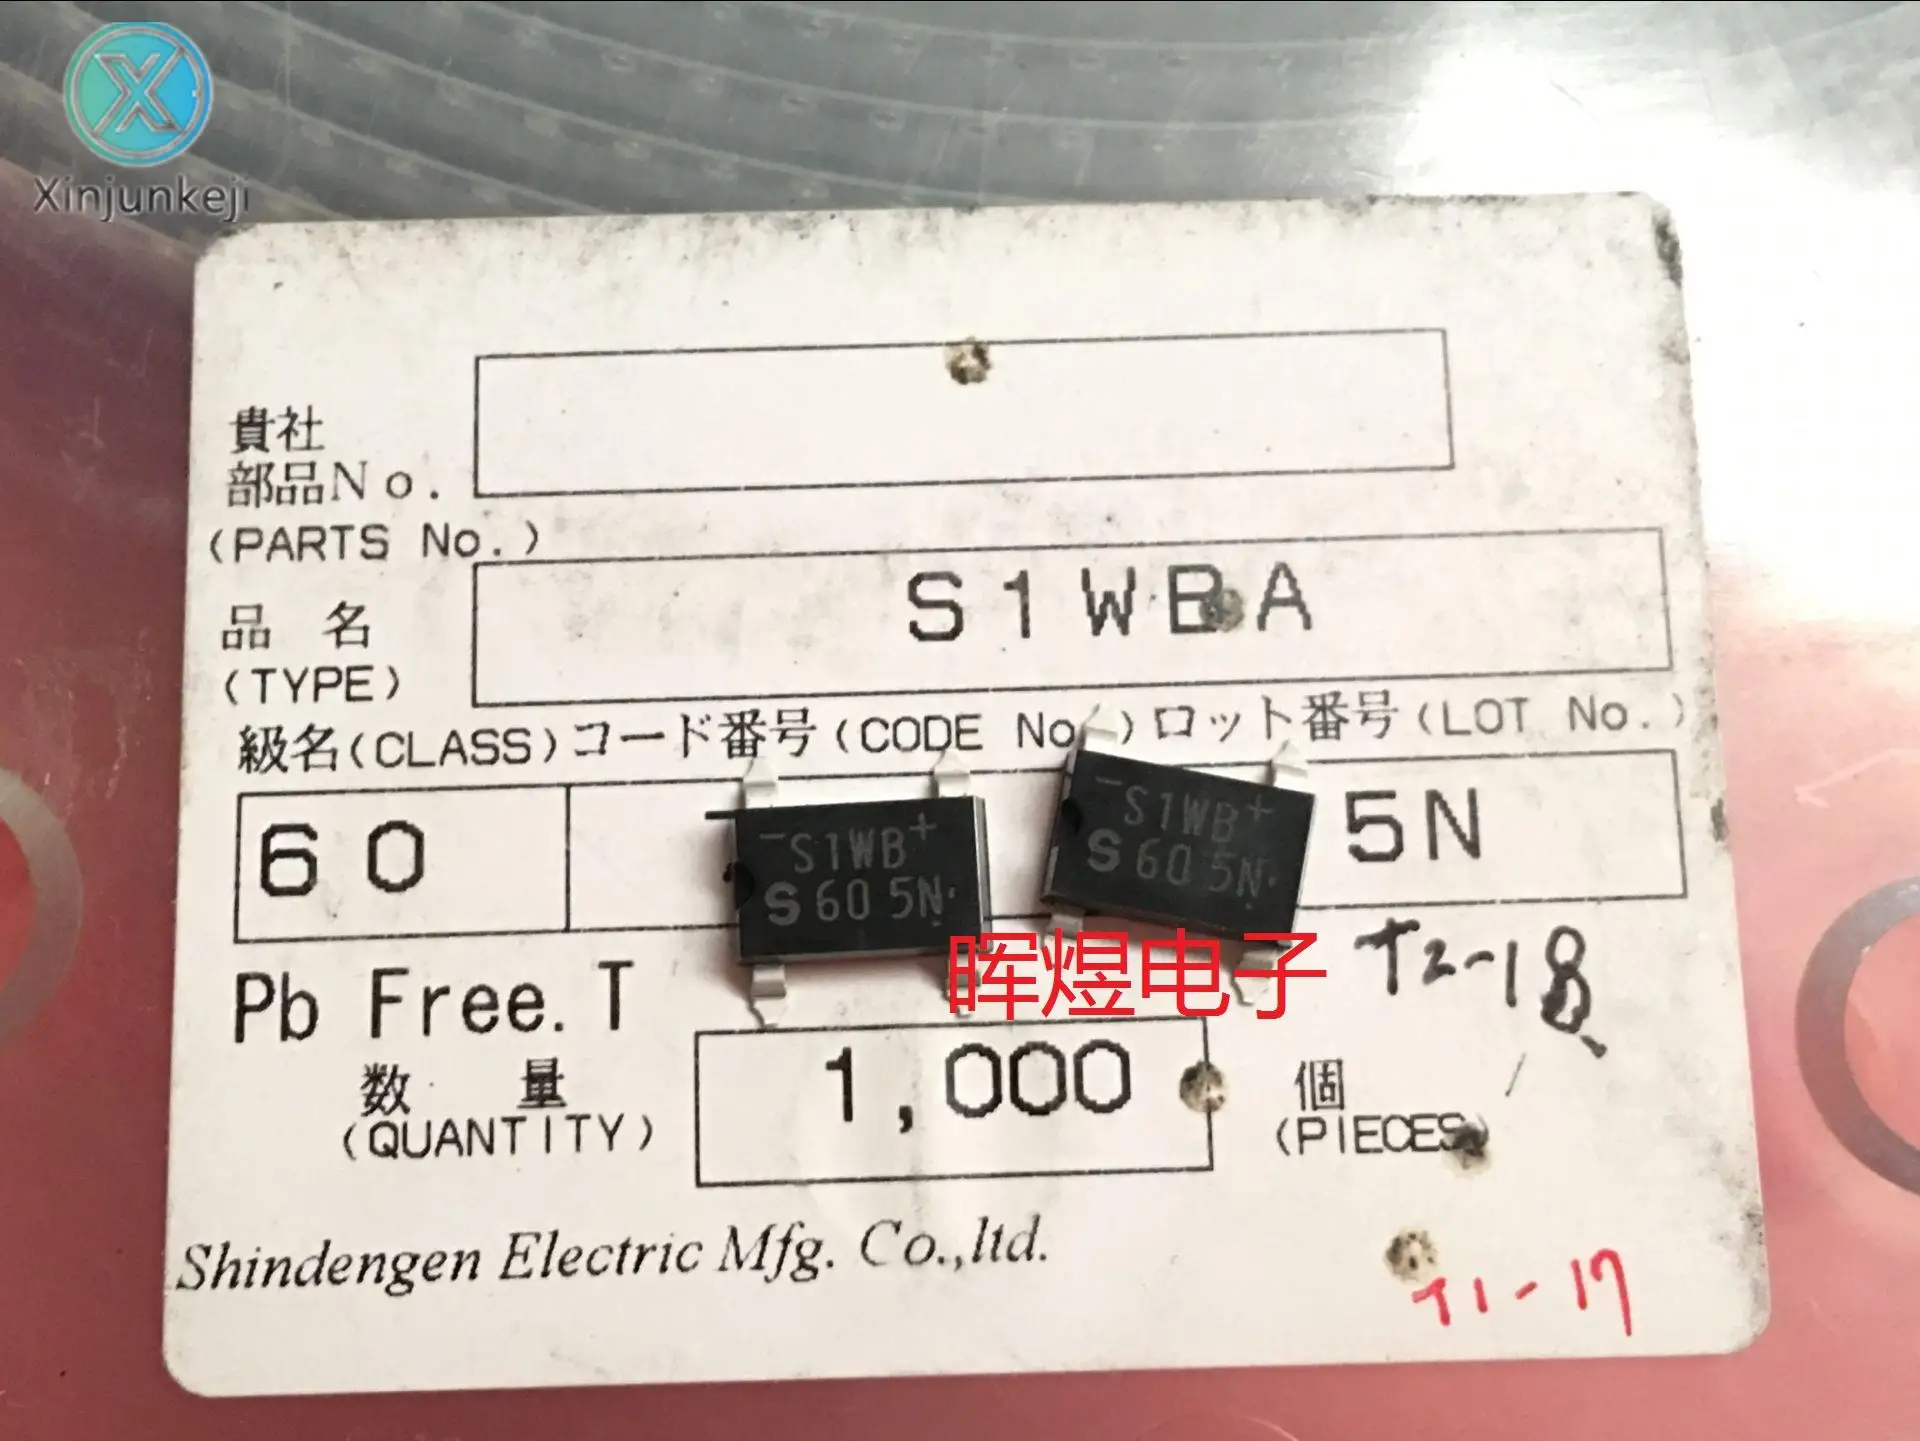 Xinjunkeji
貴社
部品No.
(PARTS No.)
品 名
(TYPE)
S1WBA
級名(CLASS) コード番号(CODE No.) ロット番号(LOT No.)
60
5N
- S1WB +
S 60 5N
- S1WB +
S 60 5N
晖煜电子
T2-18
Pb Free. T
数 量
(QUANTITY)
1,000
個
(PIECES)
Shindengen Electric Mfg. Co.,ltd.
T1-17